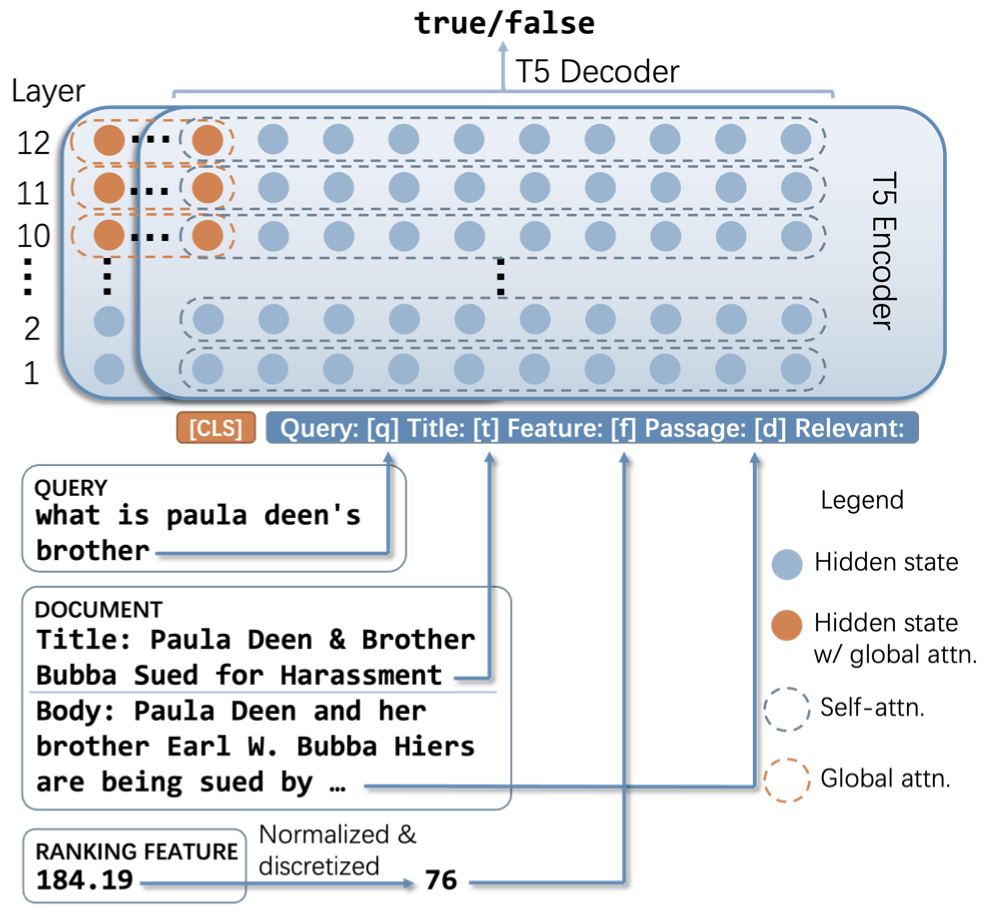 true/false
T5 Decoder
Layer
12
11
10
2
1
T5 Encoder
[CLS]
Query: [q] Title: [t] Feature: [f] Passage: [d] Relevant:
QUERY
what is paula deen's
brother
DOCUMENT
Title: Paula Deen & Brother
Bubba Sued for Harassment
Body: Paula Deen and her
brother Earl W. Bubba Hiers
are being sued by …
RANKING FEATURE
184.19
Normalized &
discretized
76
Legend
Hidden state
Hidden state
w/ global attn.
Self-attn.
Global attn.